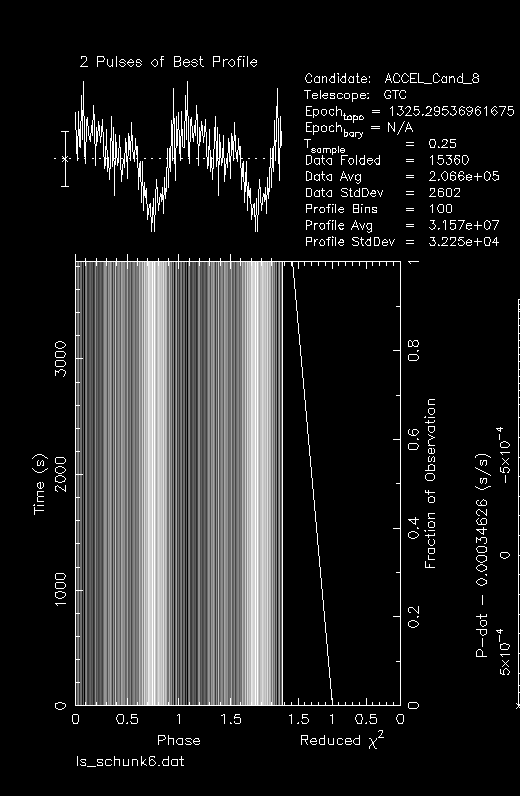 2 Pulses of Best Profile
Candidate: ACCEL_Cand_8
Telescope: GTC
Epoch_topo = 1325.29536961675
Epoch_bary = N/A
T_sample = 0.25
Data Folded = 15360
Data Avg = 2.066e+05
Data StdDev = 2602
Profile Bins = 100
Profile Avg = 3.157e+07
Profile StdDev = 3.225e+04
Time (s)
0 1000 2000 3000
0 0.5 1 1.5
Phase
Fraction of Observation
0 0.2 0.4 0.6 0.8 1
1.5 1 0.5 0
Reduced χ²
P-dot − 0.00034626 (s/s)
5×10⁻⁴ 0 −5×10⁻⁴
ls_schunk6.dat